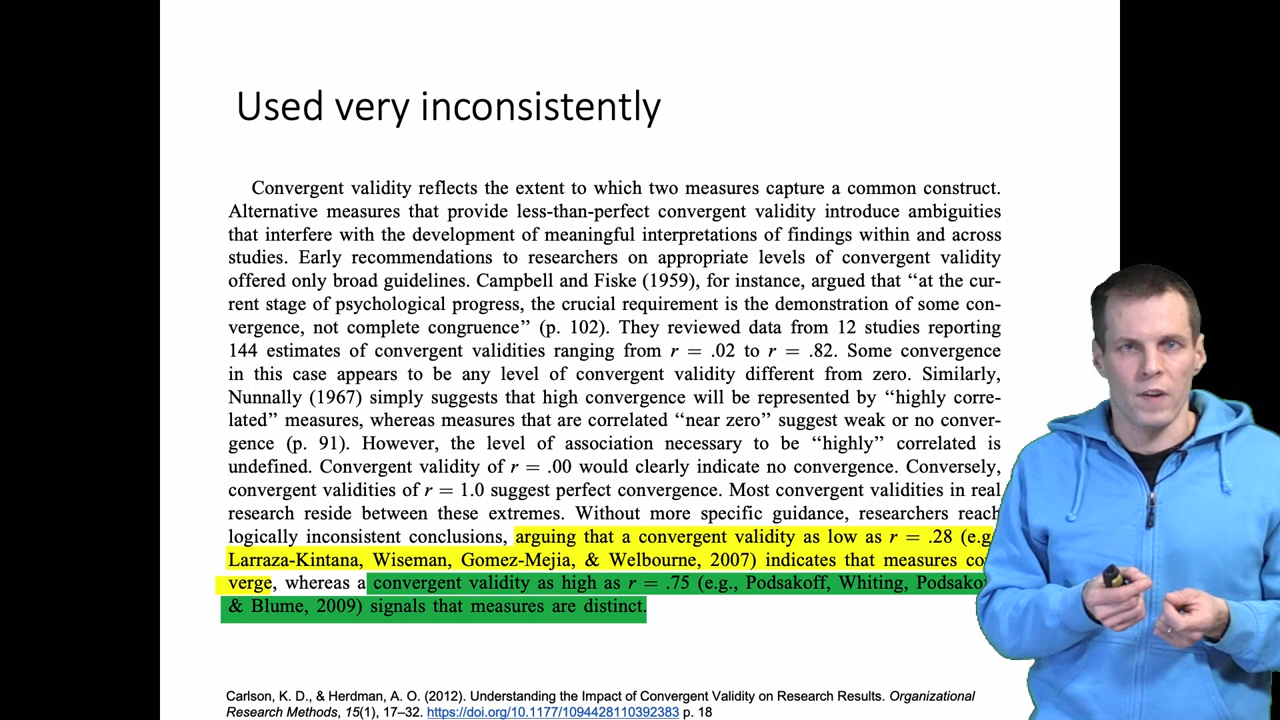 Used very inconsistently
Convergent validity reflects the extent to which two measures capture a common construct.
Alternative measures that provide less-than-perfect convergent validity introduce ambiguities
that interfere with the development of meaningful interpretations of findings within and across
studies. Early recommendations to researchers on appropriate levels of convergent validity
offered only broad guidelines. Campbell and Fiske (1959), for instance, argued that “at the cur-
rent stage of psychological progress, the crucial requirement is the demonstration of some con-
vergence, not complete congruence” (p. 102). They reviewed data from 12 studies reporting
144 estimates of convergent validities ranging from r = .02 to r = .82. Some convergence
in this case appears to be any level of convergent validity different from zero. Similarly,
Nunnally (1967) simply suggests that high convergence will be represented by “highly corre-
lated” measures, whereas measures that are correlated “near zero” suggest weak or no conver-
gence (p. 91). However, the level of association necessary to be “highly” correlated is
undefined. Convergent validity of r = .00 would clearly indicate no convergence. Conversely,
convergent validities of r = 1.0 suggest perfect convergence. Most convergent validities in real
research reside between these extremes. Without more specific guidance, researchers reach
logically inconsistent conclusions, arguing that a convergent validity as low as r = .28 (e.g
Larraza-Kintana, Wiseman, Gomez-Mejia, & Welbourne, 2007) indicates that measures co
verge, whereas a convergent validity as high as r = .75 (e.g., Podsakoff, Whiting, Podsako
& Blume, 2009) signals that measures are distinct.
Carlson, K. D., & Herdman, A. O. (2012). Understanding the Impact of Convergent Validity on Research Results. Organizational
Research Methods, 15(1), 17–32. https://doi.org/10.1177/1094428110392383 p. 18